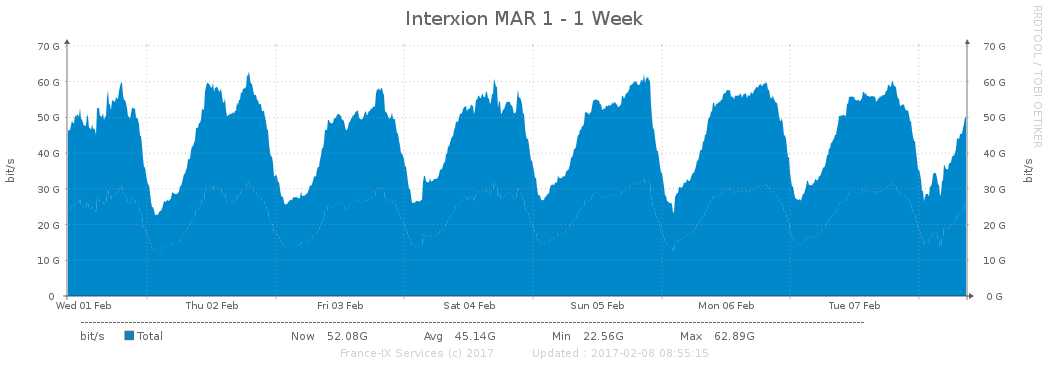 Interxion MAR 1 - 1 Week
RRDTOOL / TOBI OETIKER
70 G 70 G
60 G 60 G
50 G 50 G
40 G 40 G
30 G 30 G
20 G 20 G
10 G 10 G
0 0 G
bit/s bit/s
Wed 01 Feb Thu 02 Feb Fri 03 Feb Sat 04 Feb Sun 05 Feb Mon 06 Feb Tue 07 Feb
bit/s Total Now 52.08G Avg 45.14G Min 22.56G Max 62.89G
France-IX Services (c) 2017 Updated : 2017-02-08 08:55:15